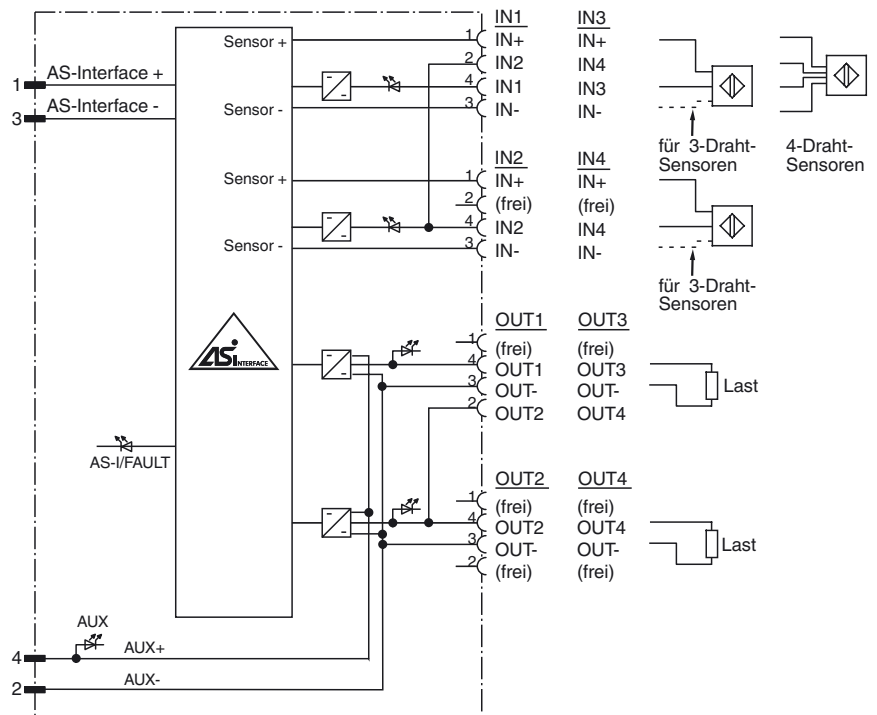 IN1 IN3
Sensor + 1 IN+ IN+
2 IN2 IN4
1 AS-Interface + 4 IN1 IN3
Sensor - 3 IN- IN-
3 AS-Interface -
für 3-Draht-
Sensoren
4-Draht-
Sensoren
IN2 IN4
Sensor + 1 IN+ IN+
2 (frei) (frei)
4 IN2 IN4
Sensor - 3 IN- IN-
für 3-Draht-
Sensoren
OUT1 OUT3
1 (frei) (frei)
ASi INTERFACE
4 OUT1 OUT3
3 OUT- OUT- Last
2 OUT2 OUT4
AS-I/FAULT
OUT2 OUT4
1 (frei) (frei)
4 OUT2 OUT4
3 OUT- OUT- Last
2 (frei) (frei)
AUX
4 AUX+
2 AUX-